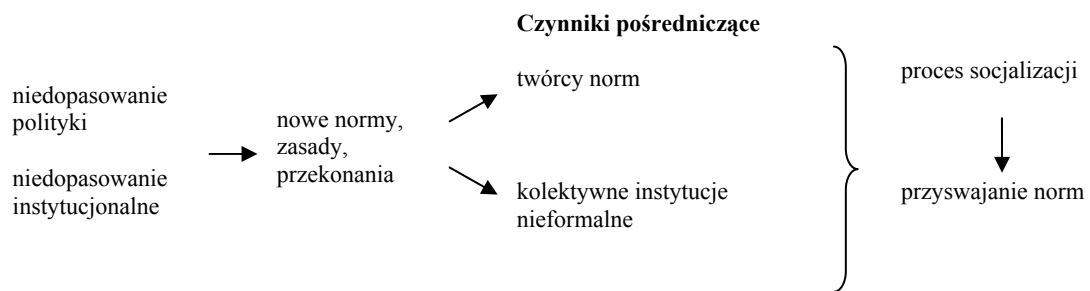 Czynniki pośredniczące
niedopasowanie
polityki
niedopasowanie
instytucjonalne
nowe normy,
zasady,
przekonania
twórcy norm
kolektywne instytucje
nieformalne
proces socjalizacji
przyswajanie norm